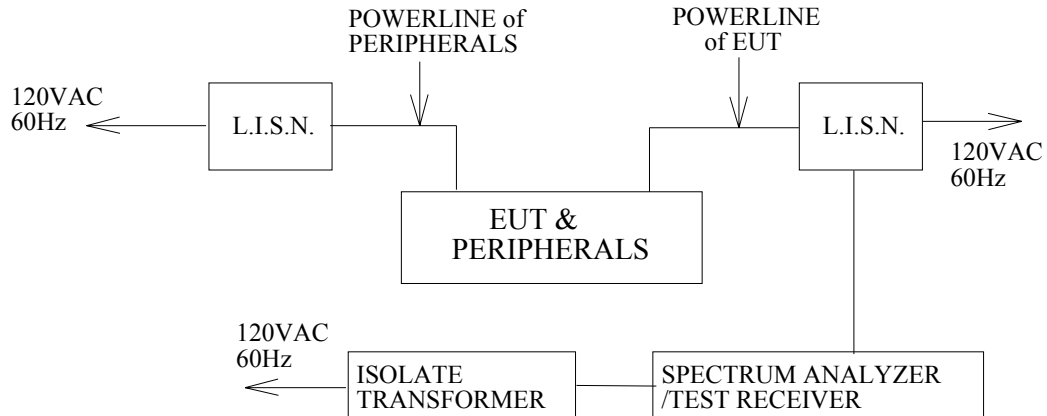 POWERLINE of
PERIPHERALS
POWERLINE
of EUT
120VAC
60Hz
L.I.S.N.
L.I.S.N.
120VAC
60Hz
EUT &
PERIPHERALS
120VAC
60Hz
ISOLATE
TRANSFORMER
SPECTRUM ANALYZER
/TEST RECEIVER